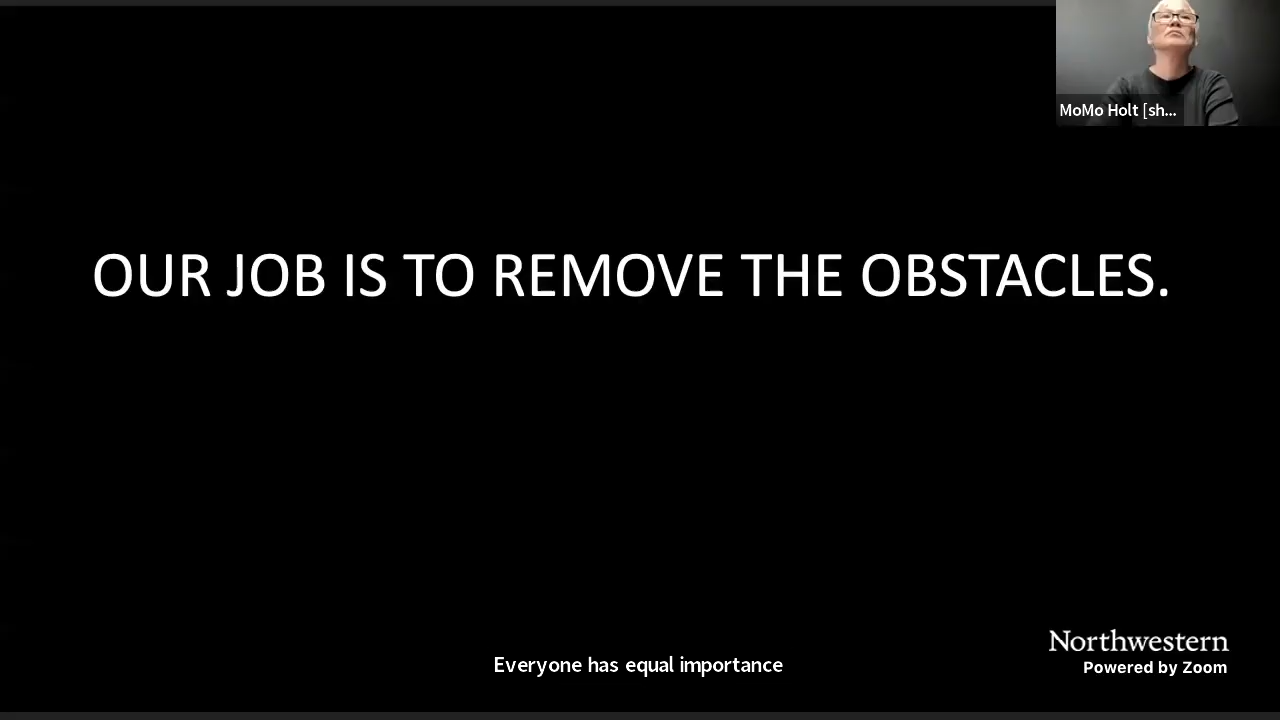 MoMo Holt [sh...
OUR JOB IS TO REMOVE THE OBSTACLES.
Northwestern
Everyone has equal importance
Powered by Zoom